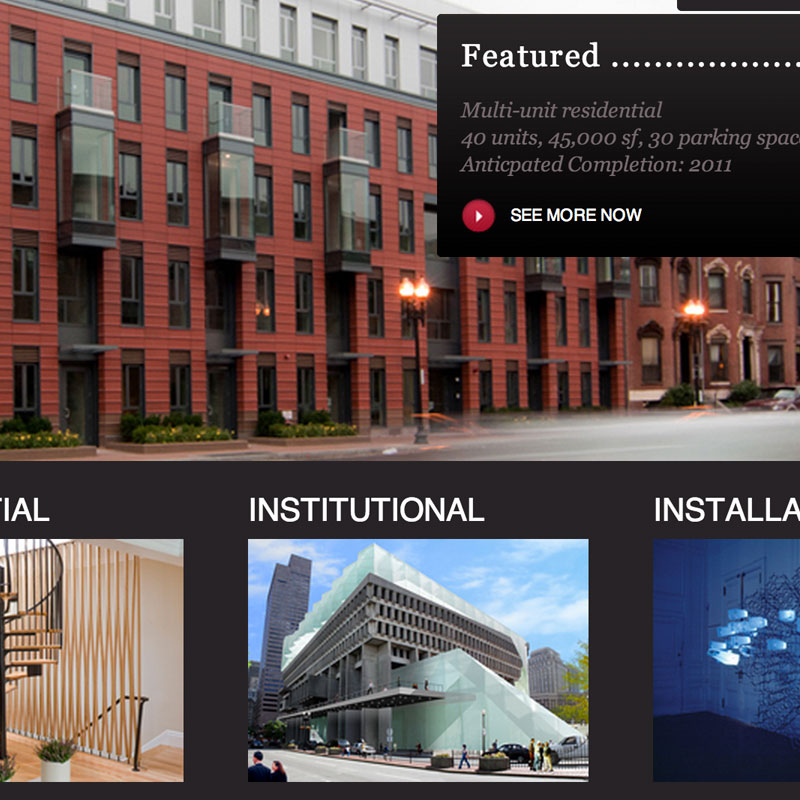 Featured ..................
Multi-unit residential
40 units, 45,000 sf, 30 parking spac
Anticpated Completion: 2011
SEE MORE NOW
TIAL
INSTITUTIONAL
INSTALLA